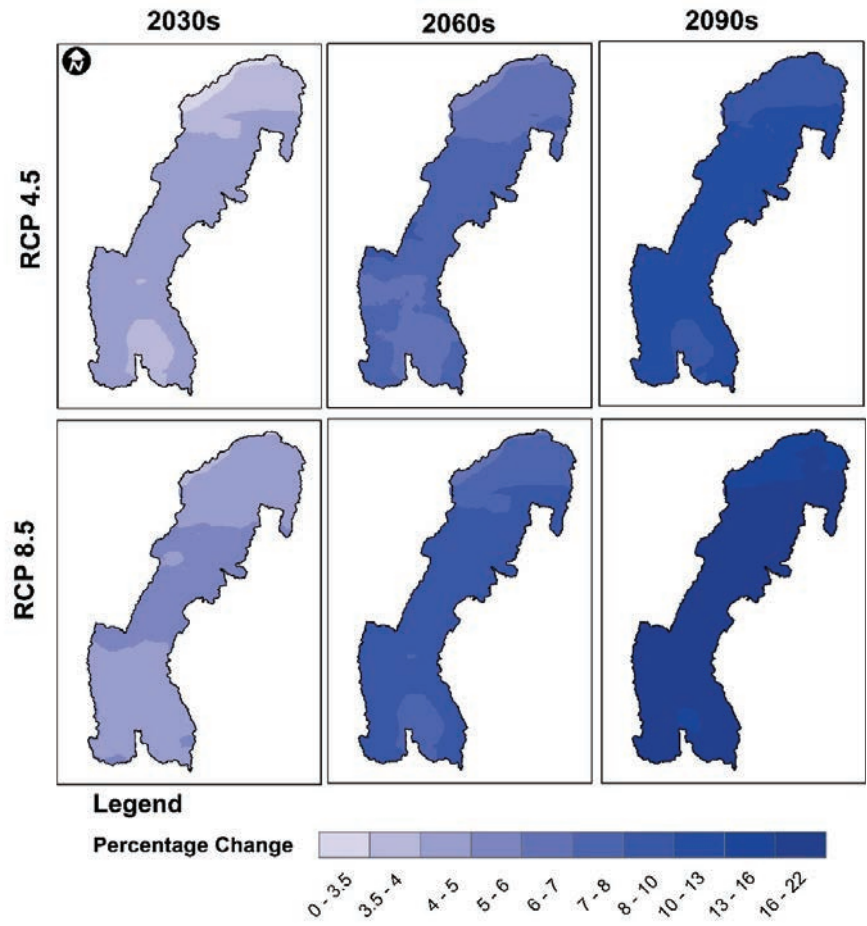 2030s 2060s 2090s
N
RCP 4.5
RCP 8.5
Legend
Percentage Change
0 - 3.5 3.5 - 4 4 - 5 5 - 6 6 - 7 7 - 8 8 - 10 10 - 13 13 - 16 16 - 22